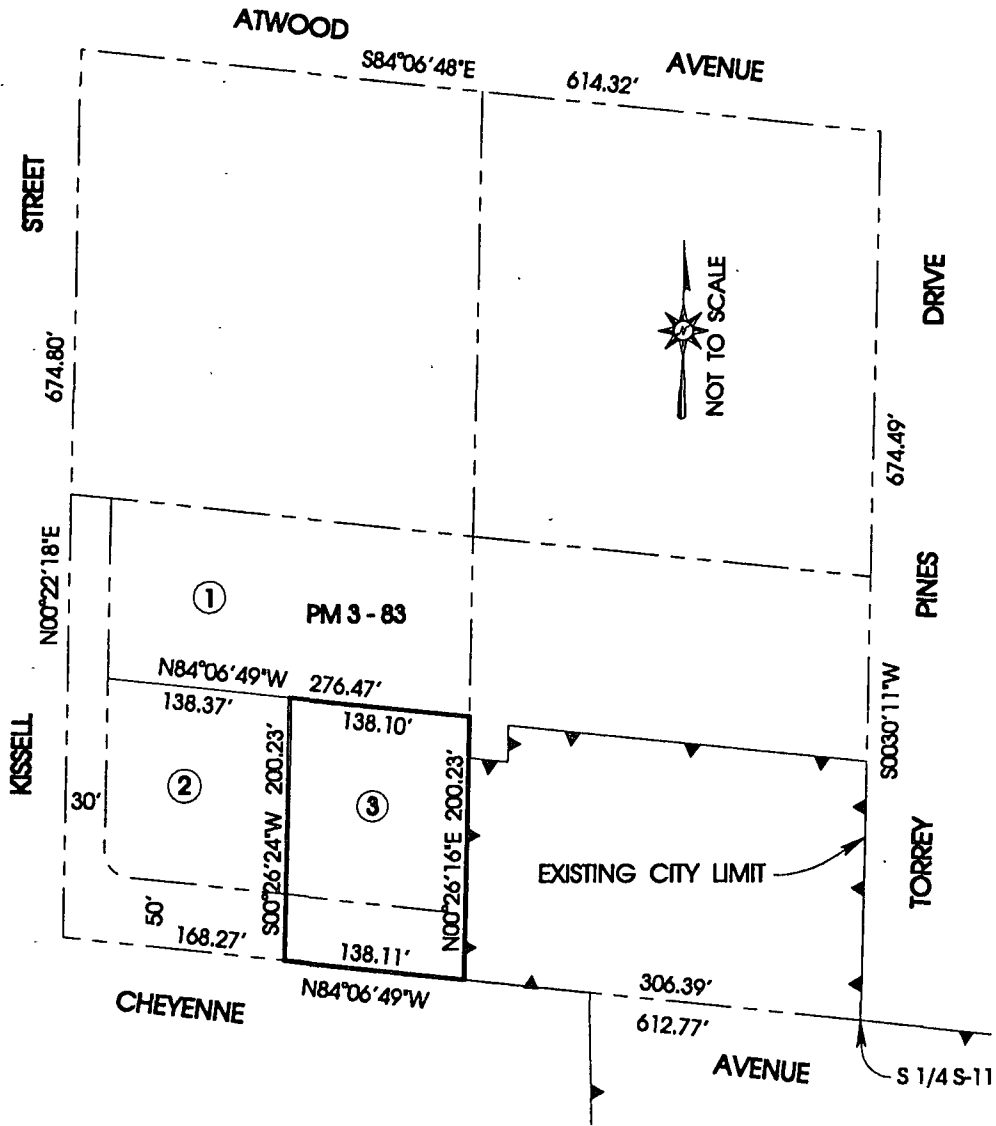 ATWOOD
AVENUE
S84°06'48"E
614.32'
STREET
DRIVE
NOT TO SCALE
N
674.80'
674.49'
N00°22'18"E
PINES
1
PM 3 - 83
N84°06'49"W
276.47'
138.37'
138.10'
S0030'11"W
KISSELL
30'
2
S00°26'24"W 200.23'
3
N00°26'16"E 200.23'
TORREY
EXISTING CITY LIMIT
50'
168.27'
138.11'
N84°06'49"W
306.39'
612.77'
CHEYENNE
AVENUE
S 1/4 S-11